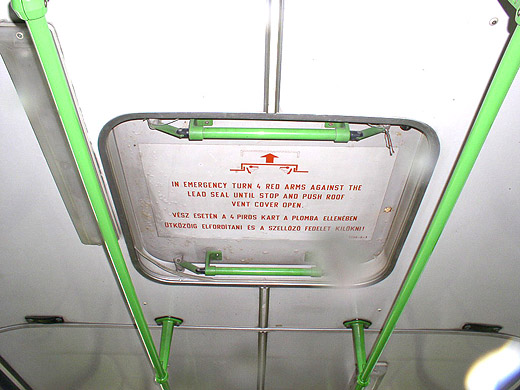 IN EMERGENCY TURN 4 RED ARMS AGAINST THE
LEAD SEAL UNTIL STOP AND PUSH ROOF
VENT COVER OPEN.
VÉSZ ESETÉN A 4 PIROS KART A PLOMBA ELLENÉBEN
ÜTKÖZŐIG ELFORDÍTANI ÉS A SZELLŐZŐ FEDELET KILÖKNI!